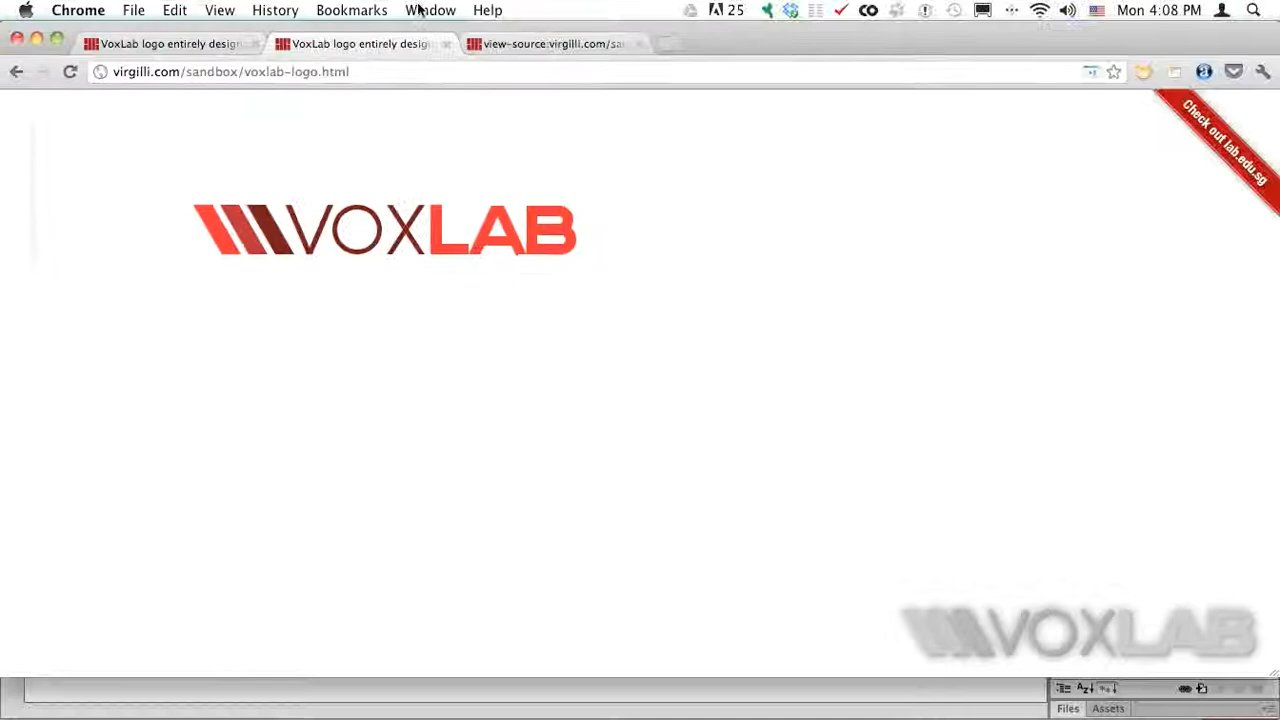 Chrome File Edit View History Bookmarks Window Help 25 Mon 4:08 PM
VoxLab logo entirely design VoxLab logo entirely desig view-source:virgilli.com/sa
virgilli.com/sandbox/voxlab-logo.html
Check out lab.edu.sg
VOXLAB
VOXLAB
Files Assets